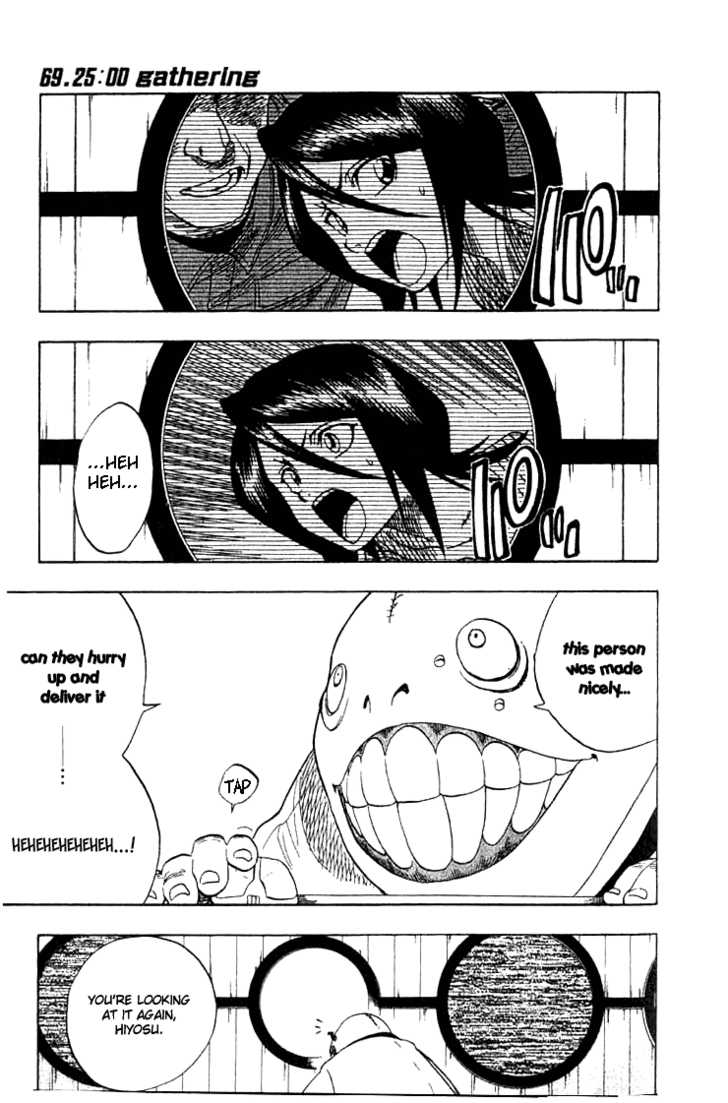 69.25:00 gathering
...HEH
HEH...
this person
was made
nicely...
can they hurry
up and
deliver it
...
HEHEHEHEHEHEH...!
TAP
YOU'RE LOOKING
AT IT AGAIN,
HIYOSU.